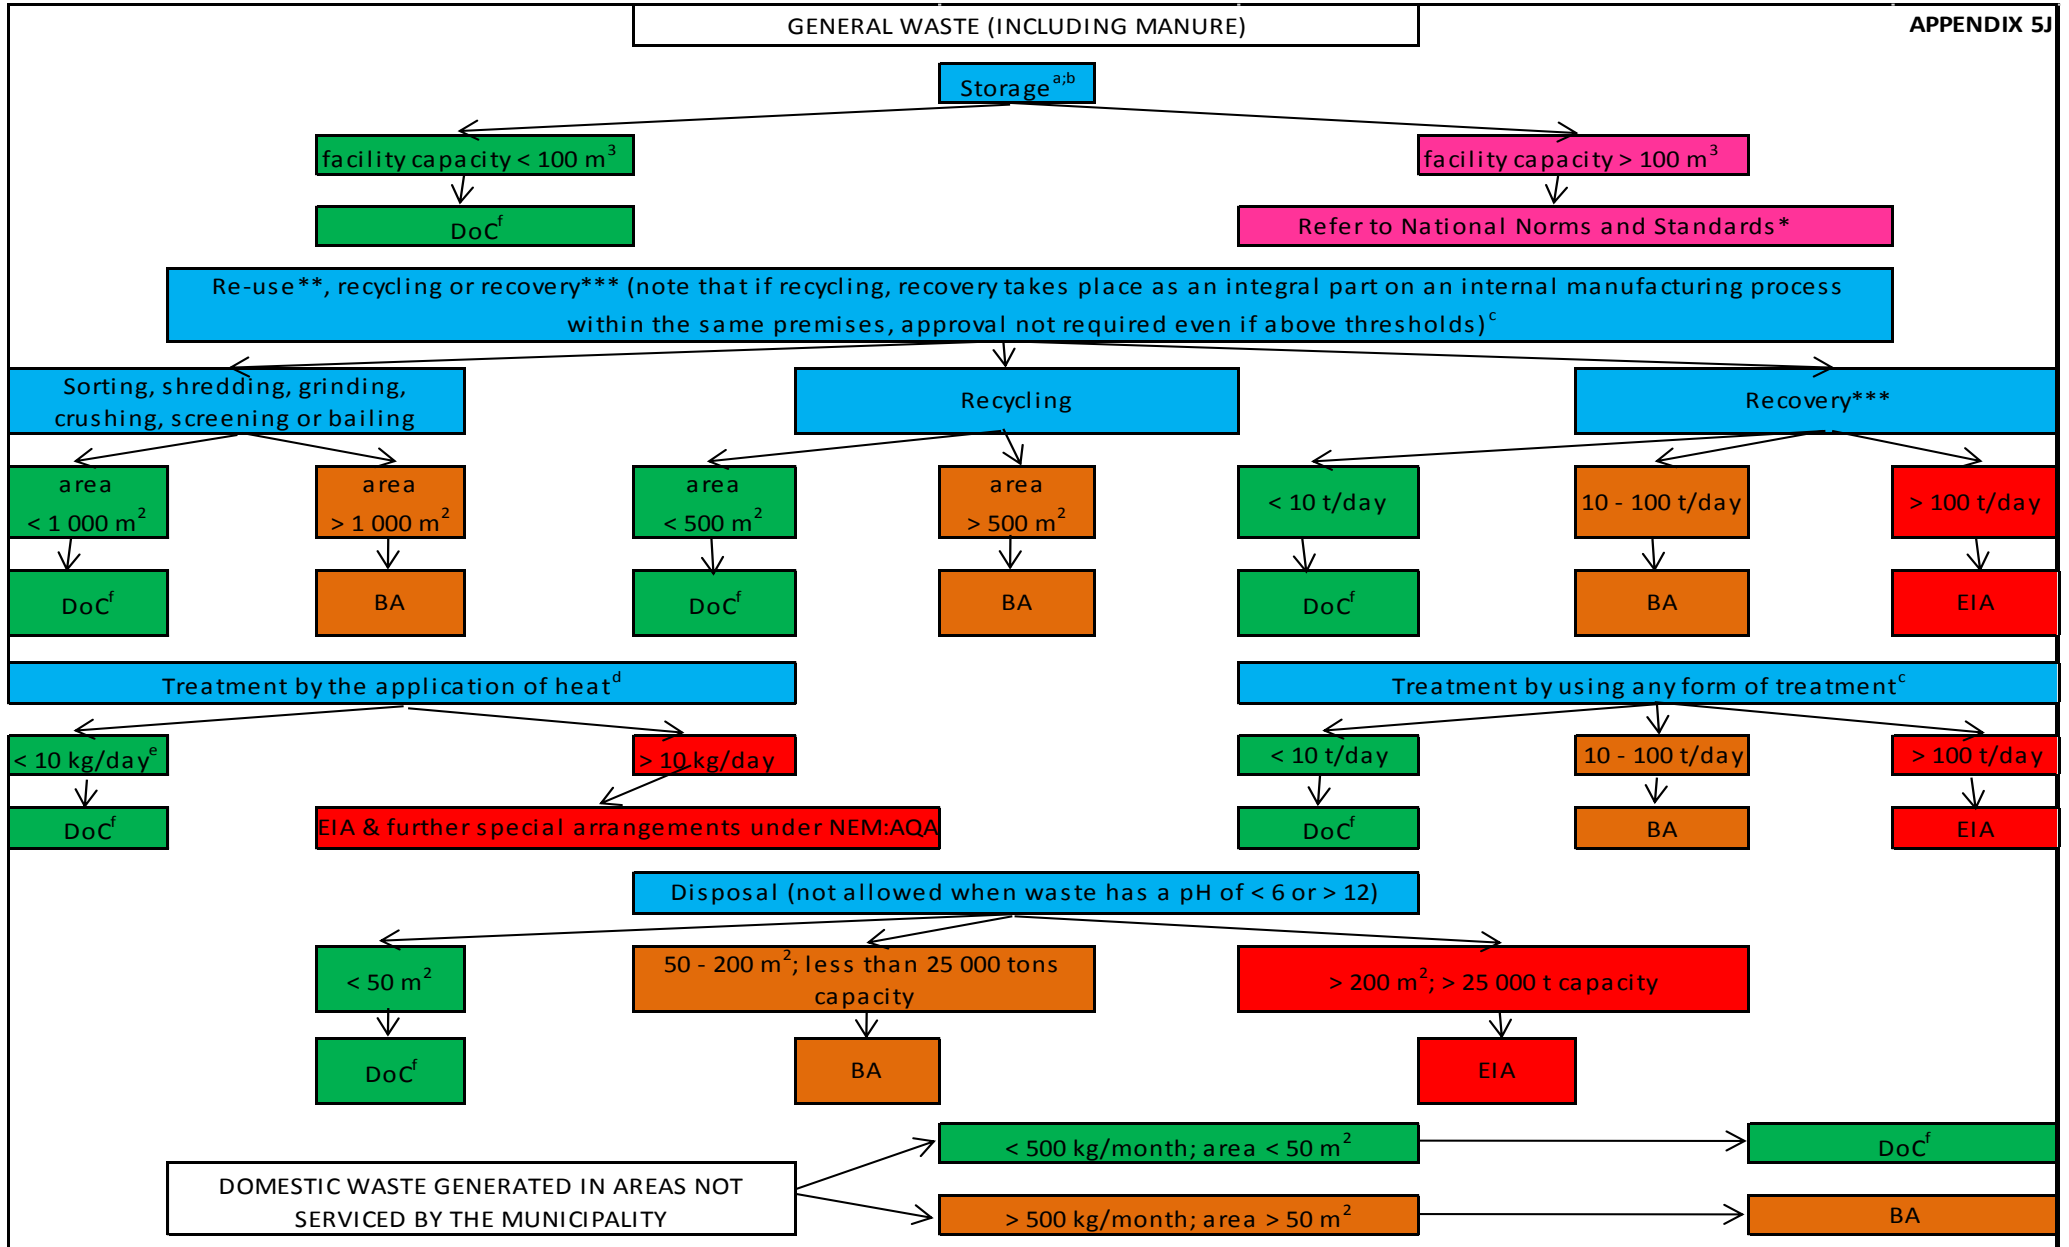 GENERAL WASTE (INCLUDING MANURE)
APPENDIX 5J
Storage a;b
facility capacity < 100 m³
facility capacity > 100 m³
DoC f
Refer to National Norms and Standards*
Re-use**, recycling or recovery*** (note that if recycling, recovery takes place as an integral part on an internal manufacturing process
within the same premises, approval not required even if above thresholds) c
Sorting, shredding, grinding,
crushing, screening or bailing
Recycling
Recovery***
area
< 1 000 m²
area
> 1 000 m²
area
< 500 m²
area
> 500 m²
< 10 t/day
10 - 100 t/day
> 100 t/day
DoC f
BA
DoC f
BA
DoC f
BA
EIA
Treatment by the application of heat d
Treatment by using any form of treatment c
< 10 kg/day e
> 10 kg/day
< 10 t/day
10 - 100 t/day
> 100 t/day
DoC f
EIA & further special arrangements under NEM:AQA
DoC f
BA
EIA
Disposal (not allowed when waste has a pH of < 6 or > 12)
< 50 m²
50 - 200 m²; less than 25 000 tons
capacity
> 200 m²; > 25 000 t capacity
DoC f
BA
EIA
DOMESTIC WASTE GENERATED IN AREAS NOT
SERVICED BY THE MUNICIPALITY
< 500 kg/month; area < 50 m²
DoC f
> 500 kg/month; area > 50 m²
BA